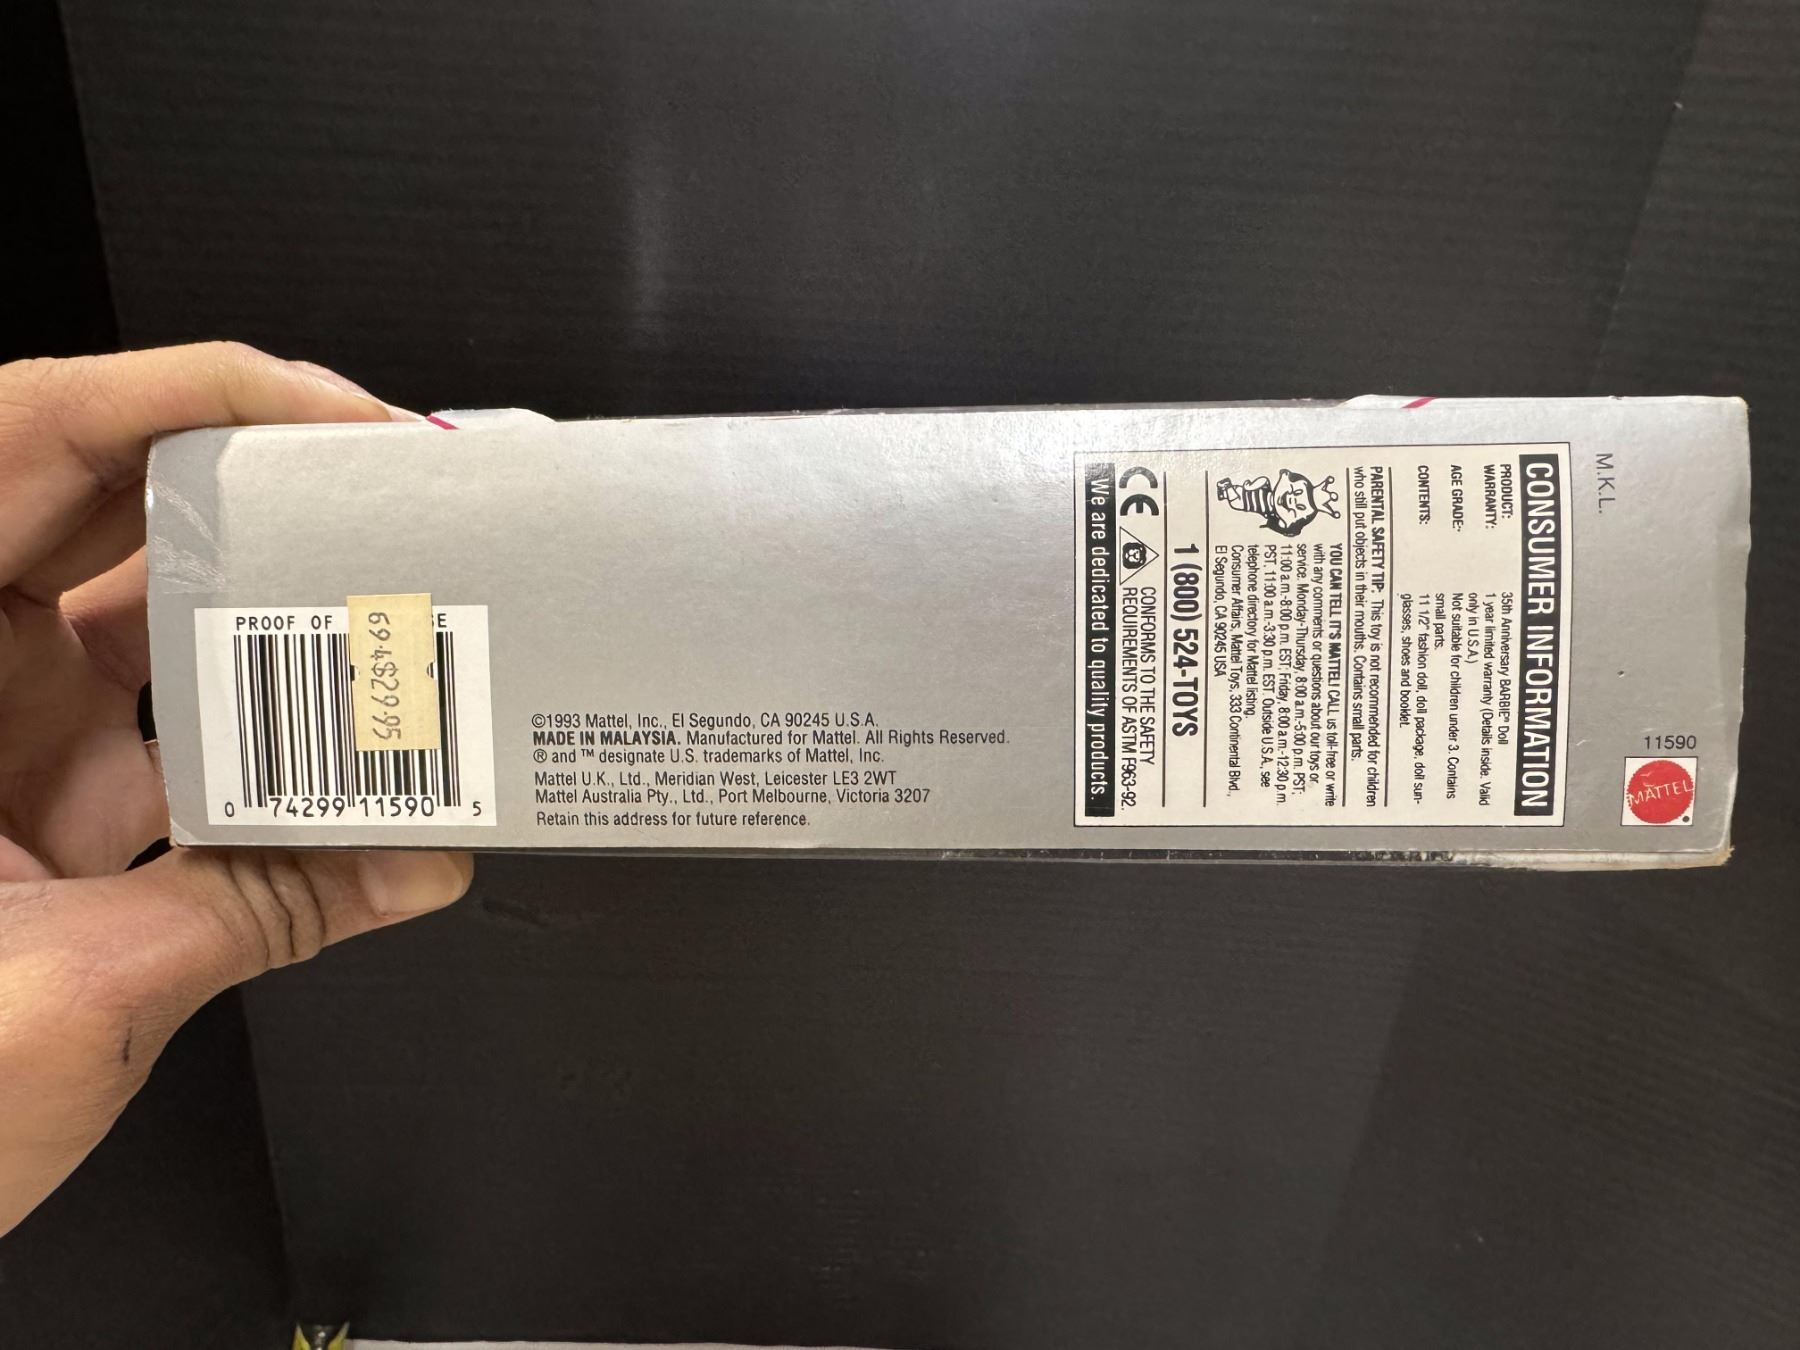 M.K.L.
11590
MATTEL
CONSUMER INFORMATION
PRODUCT: 35th Anniversary BARBIE® Doll
WARRANTY: 1 year limited warranty (Details inside. Valid
only in U.S.A.)
AGE GRADE: Not suitable for children under 3. Contains
small parts.
CONTENTS: 11 1/2" fashion doll, doll package, doll sun-
glasses, shoes and booklet.
PARENTAL SAFETY TIP: This toy is not recommended for children
who still put objects in their mouths. Contains small parts.
YOU CAN TELL IT'S MATTEL! CALL us toll-free or write
with any comments or questions about our toys or
service. Monday-Thursday, 8:00 a.m.-5:00 p.m. PST;
11:00 a.m.-8:00 p.m. EST; Friday, 8:00 a.m.-12:30 p.m.
PST, 11:00 a.m.-3:30 p.m. EST. Outside U.S.A., see
telephone directory for Mattel listing.
Consumer Affairs, Mattel Toys, 333 Continental Blvd.,
El Segundo, CA 90245 USA
1 (800) 524-TOYS
CE CONFORMS TO THE SAFETY
REQUIREMENTS OF ASTM F963-92.
We are dedicated to quality products.
©1993 Mattel, Inc., El Segundo, CA 90245 U.S.A.
MADE IN MALAYSIA. Manufactured for Mattel. All Rights Reserved.
® and ™ designate U.S. trademarks of Mattel, Inc.
Mattel U.K., Ltd., Meridian West, Leicester LE3 2WT
Mattel Australia Pty., Ltd., Port Melbourne, Victoria 3207
Retain this address for future reference.
PROOF OF
69-4$29.95
0 74299 11590 5